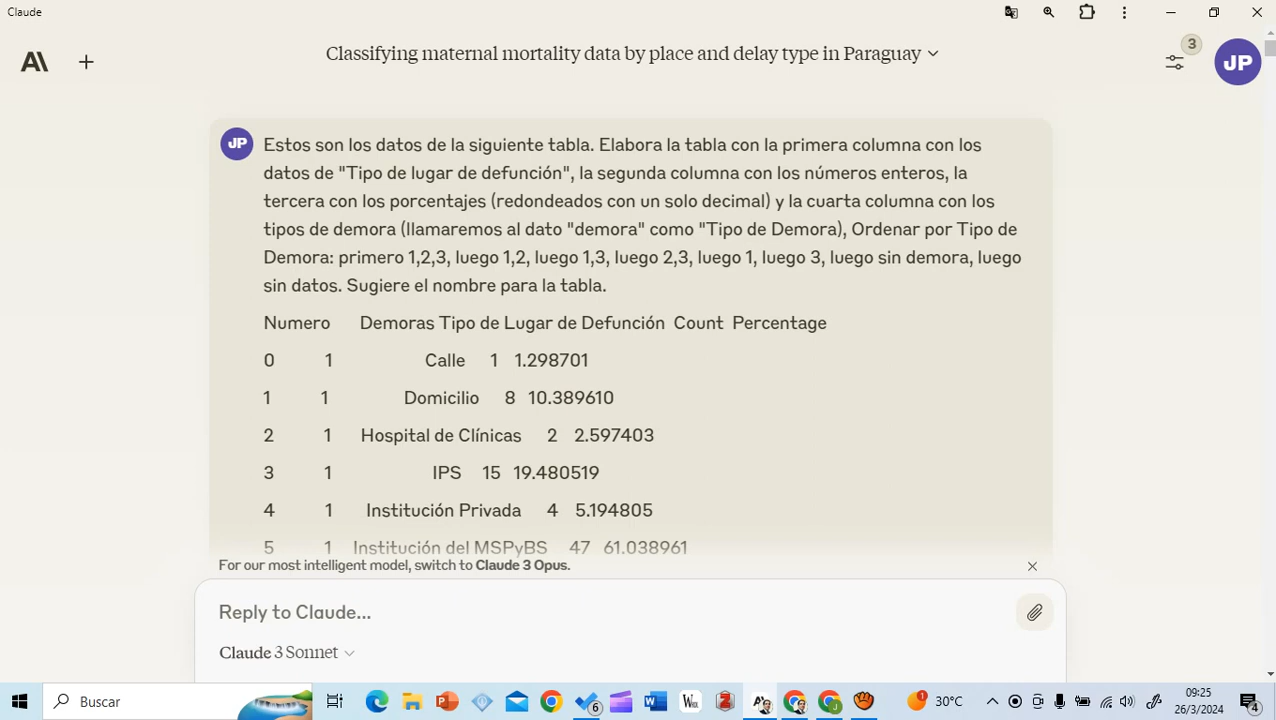 Claude
Classifying maternal mortality data by place and delay type in Paraguay
3
JP
JP
Estos son los datos de la siguiente tabla. Elabora la tabla con la primera columna con los
datos de "Tipo de lugar de defunción", la segunda columna con los números enteros, la
tercera con los porcentajes (redondeados con un solo decimal) y la cuarta columna con los
tipos de demora (llamaremos al dato "demora" como "Tipo de Demora), Ordenar por Tipo de
Demora: primero 1,2,3, luego 1,2, luego 1,3, luego 2,3, luego 1, luego 3, luego sin demora, luego
sin datos. Sugiere el nombre para la tabla.
Numero Demoras Tipo de Lugar de Defunción Count Percentage
0 1 Calle 1 1.298701
1 1 Domicilio 8 10.389610
2 1 Hospital de Clínicas 2 2.597403
3 1 IPS 15 19.480519
4 1 Institución Privada 4 5.194805
5 1 Institución del MSPyBS 47 61.038961
For our most intelligent model, switch to Claude 3 Opus.
Reply to Claude...
Claude 3 Sonnet
Buscar
6
1
30°C
09:25
26/3/2024
4